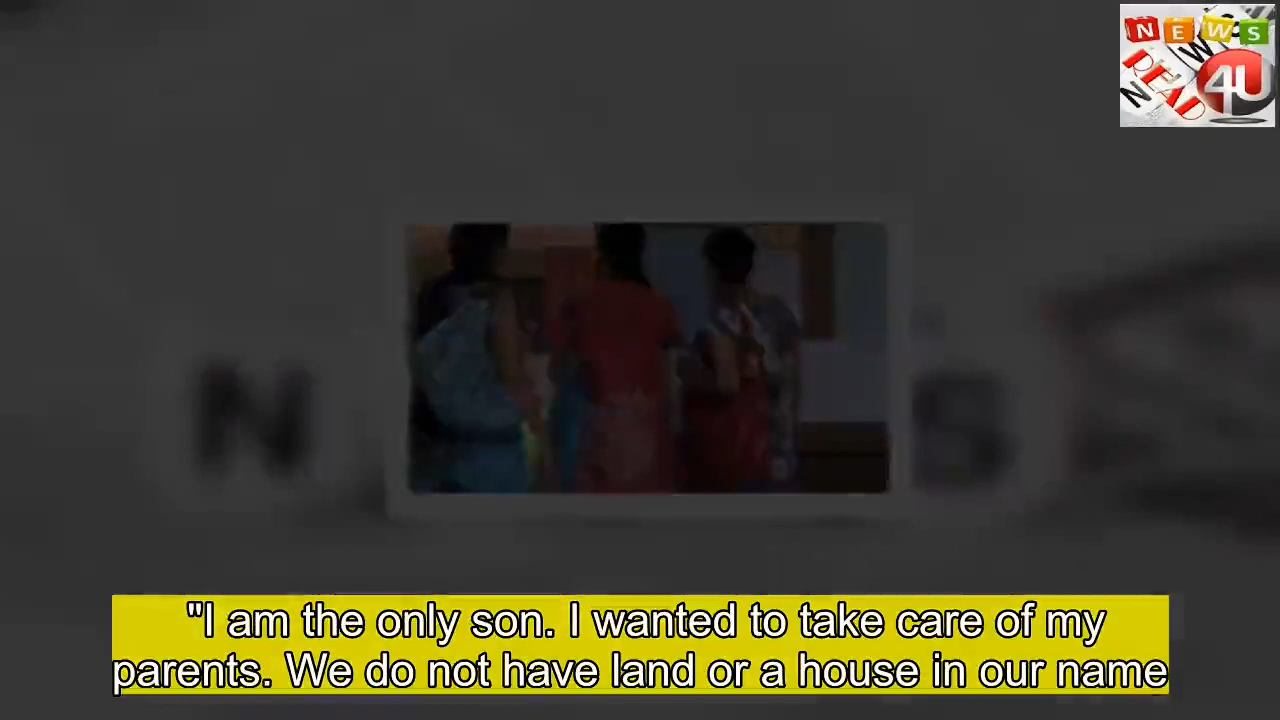 NEWS
READ
4U
N
S
"I am the only son. I wanted to take care of my
parents. We do not have land or a house in our name